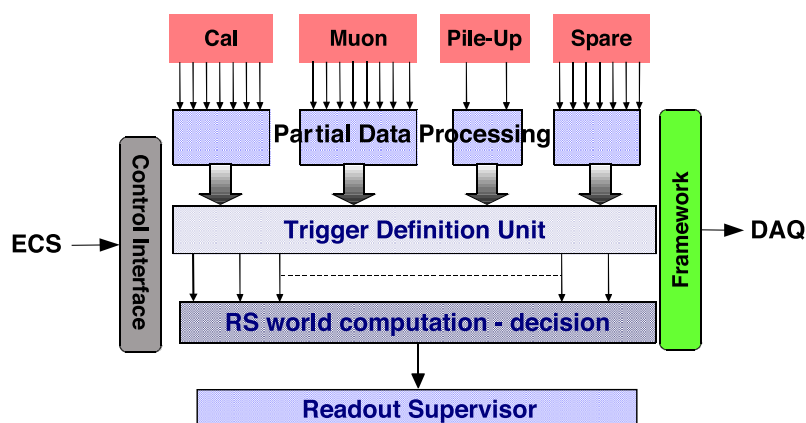 Cal Muon Pile-Up Spare
Partial Data Processing
Control Interface
Framework
Trigger Definition Unit
ECS
DAQ
RS world computation - decision
Readout Supervisor